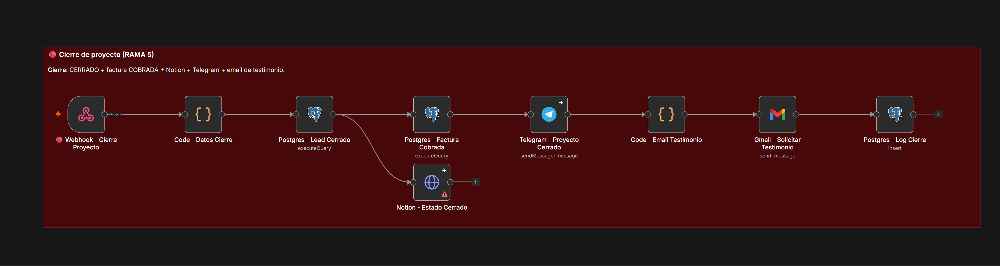 Cierre de proyecto (RAMA 5)
Cierra: CERRADO + factura COBRADA + Notion + Telegram + email de testimonio.
POST
Webhook - Cierre
Proyecto
Code - Datos Cierre
Postgres - Lead Cerrado
executeQuery
Postgres - Factura
Cobrada
executeQuery
Telegram - Proyecto
Cerrado
sendMessage: message
Code - Email Testimonio
Gmail - Solicitar
Testimonio
send: message
Postgres - Log Cierre
insert
Notion - Estado Cerrado